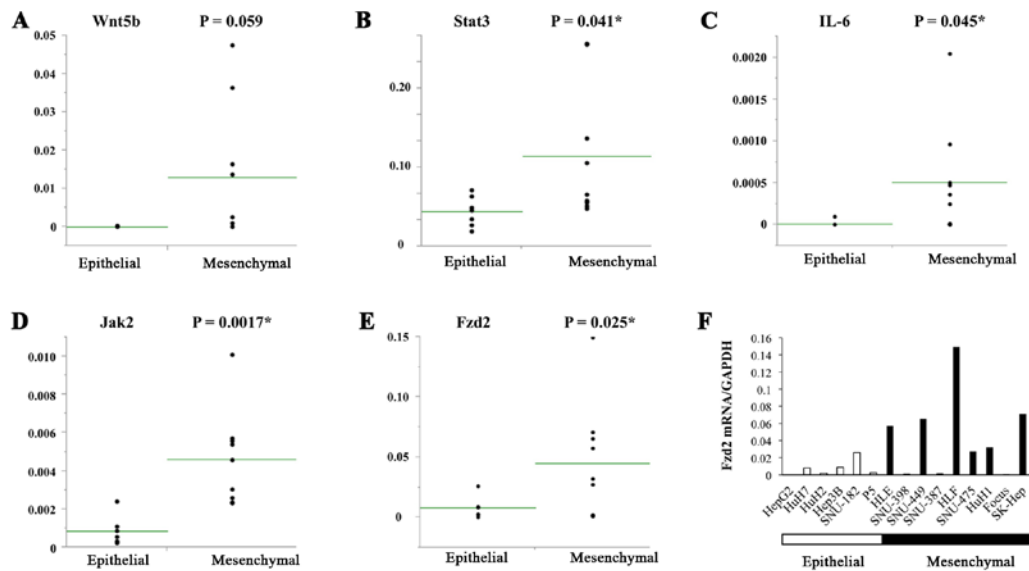 A Wnt5b P = 0.059
0.05
0.04
0.03
0.02
0.01
0
Epithelial Mesenchymal
B Stat3 P = 0.041*
0.20
0.10
0
Epithelial Mesenchymal
C IL-6 P = 0.045*
0.0020
0.0015
0.0010
0.0005
0
Epithelial Mesenchymal
D Jak2 P = 0.0017*
0.010
0.008
0.006
0.004
0.002
0
Epithelial Mesenchymal
E Fzd2 P = 0.025*
0.15
0.10
0.05
0
Epithelial Mesenchymal
F
Fzd2 mRNA/GAPDH
0.16
0.14
0.12
0.1
0.08
0.06
0.04
0.02
0
HepG2
HuH7
HuH2
Hep3B
SNU-182
P5
HLE
SNU-398
SNU-449
SNU-387
HLF
SNU-475
HuH1
Focus
SK-Hep
Epithelial Mesenchymal